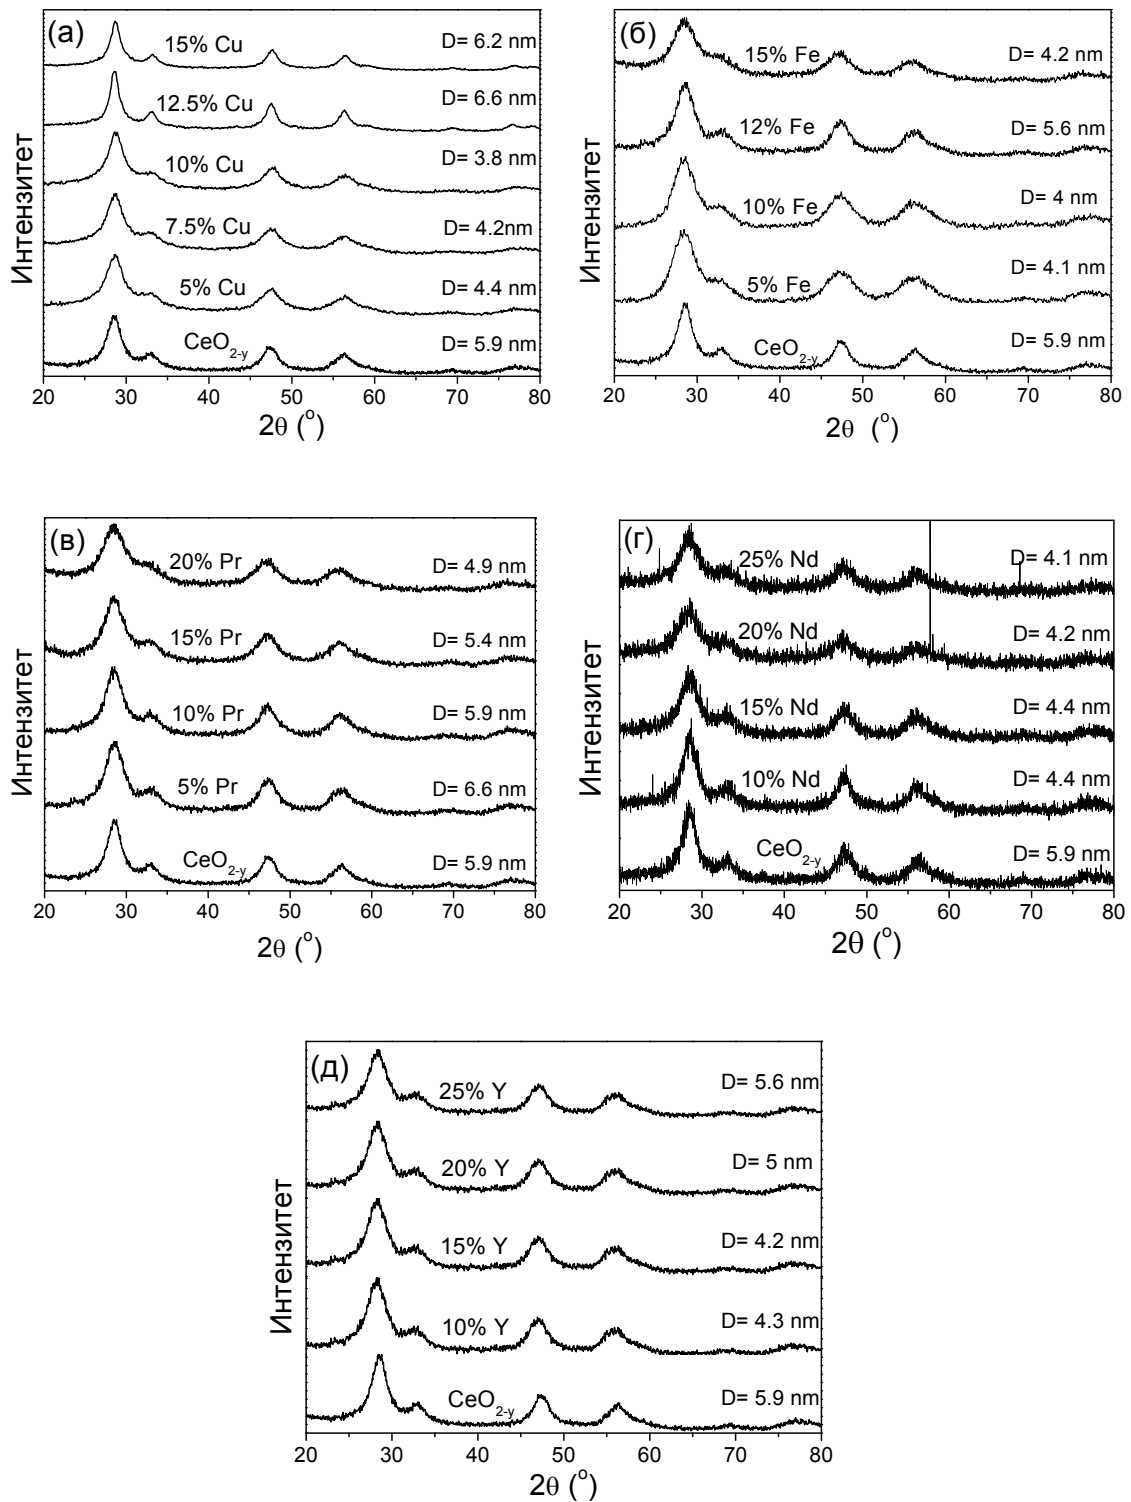 (а)
15% Cu
D= 6.2 nm
12.5% Cu
D= 6.6 nm
10% Cu
D= 3.8 nm
7.5% Cu
D= 4.2nm
5% Cu
D= 4.4 nm
CeO2-y
D= 5.9 nm
Интензитет
20 30 40 50 60 70 80
2θ (o)
(б)
15% Fe
D= 4.2 nm
12% Fe
D= 5.6 nm
10% Fe
D= 4 nm
5% Fe
D= 4.1 nm
CeO2-y
D= 5.9 nm
Интензитет
20 30 40 50 60 70 80
2θ (o)
(в)
20% Pr
D= 4.9 nm
15% Pr
D= 5.4 nm
10% Pr
D= 5.9 nm
5% Pr
D= 6.6 nm
CeO2-y
D= 5.9 nm
Интензитет
20 30 40 50 60 70 80
2θ (o)
(г)
25% Nd
D= 4.1 nm
20% Nd
D= 4.2 nm
15% Nd
D= 4.4 nm
10% Nd
D= 4.4 nm
CeO2-y
D= 5.9 nm
Интензитет
20 30 40 50 60 70 80
2θ (o)
(д)
25% Y
D= 5.6 nm
20% Y
D= 5 nm
15% Y
D= 4.2 nm
10% Y
D= 4.3 nm
CeO2-y
D= 5.9 nm
Интензитет
20 30 40 50 60 70 80
2θ (o)